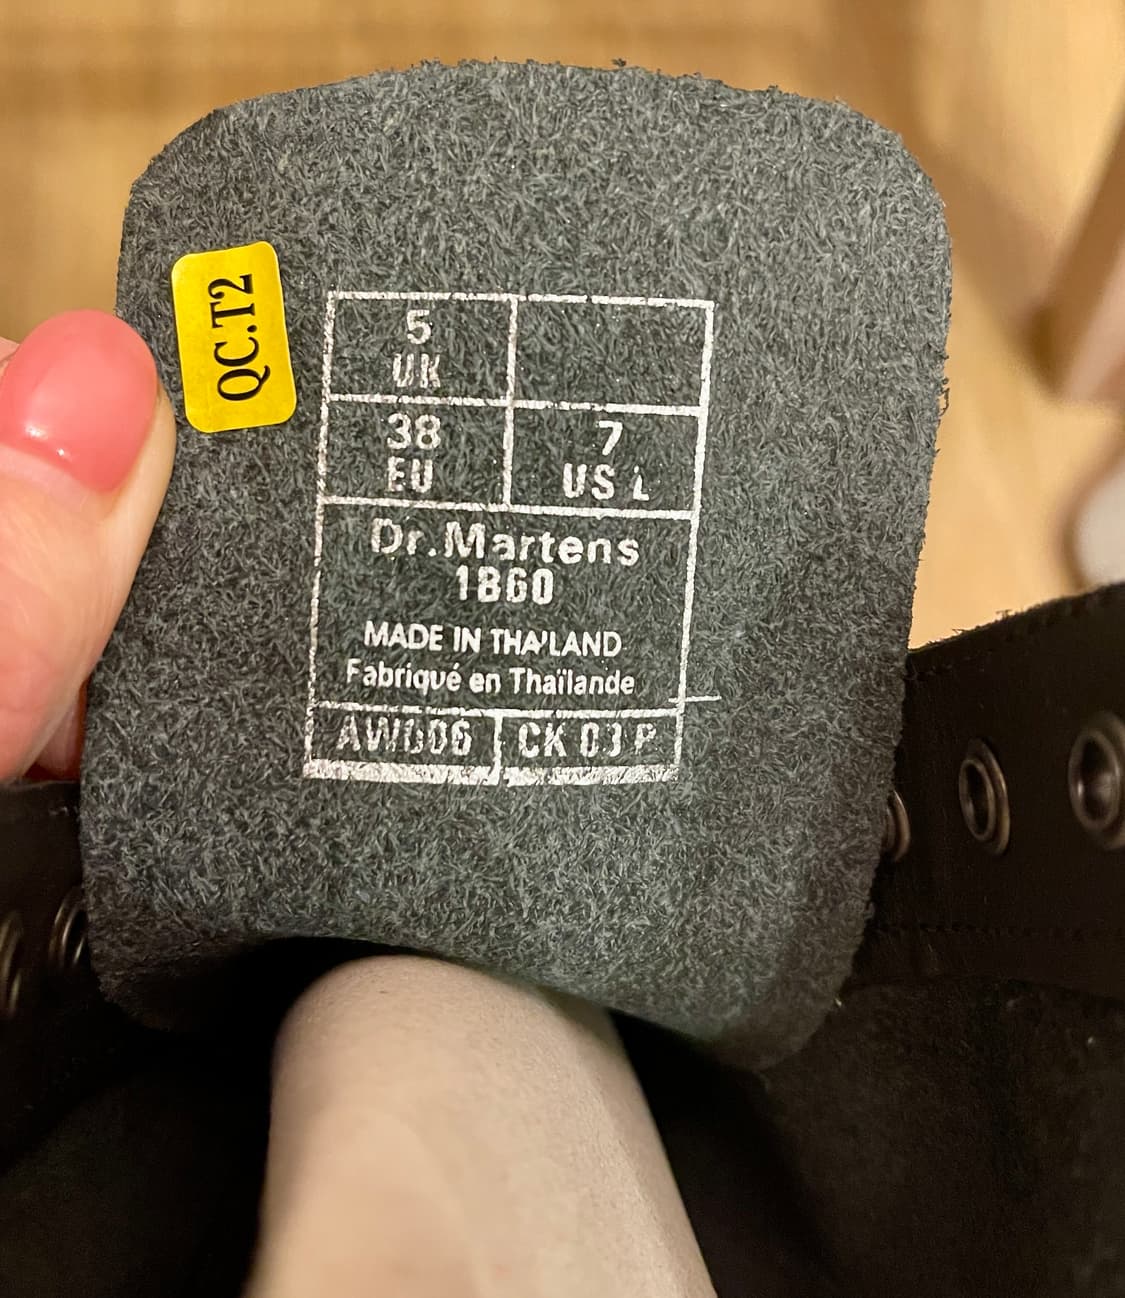 QC.T2
5
UK
38
EU
7
US L
Dr.Martens
1B60
MADE IN THAILAND
Fabriqué en Thaïlande
AW006
CK 03 P